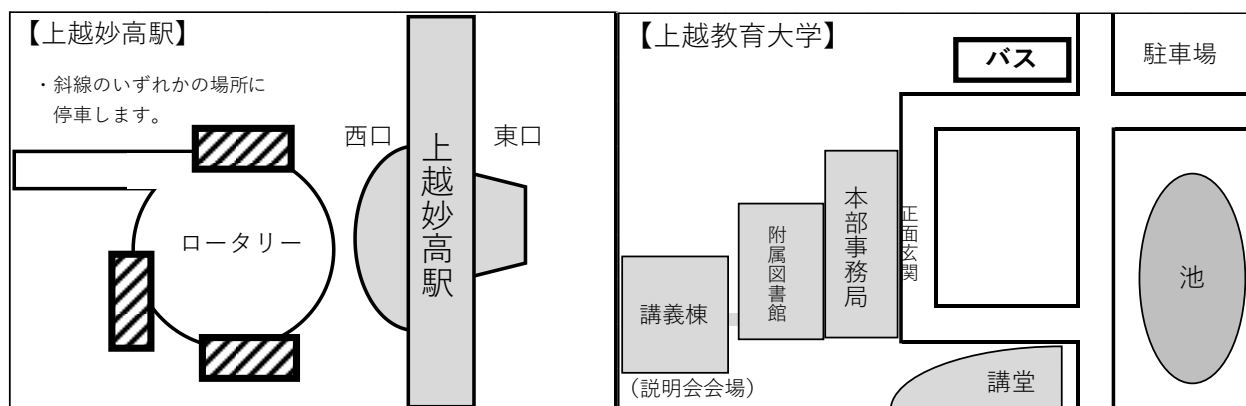 【上越妙高駅】
・斜線のいずれかの場所に
停車します。
西口
東口
上越妙高駅
ロータリー
【上越教育大学】
バス
駐車場
本部事務局
正面玄関
附属図書館
池
講義棟
(説明会会場)
講堂